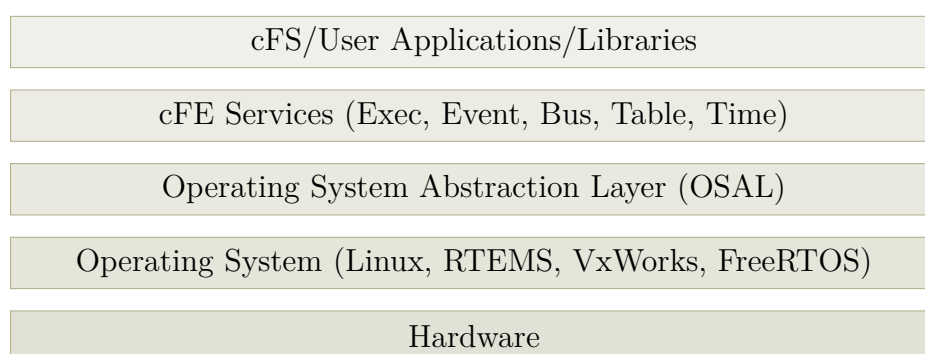 cFS/User Applications/Libraries
cFE Services (Exec, Event, Bus, Table, Time)
Operating System Abstraction Layer (OSAL)
Operating System (Linux, RTEMS, VxWorks, FreeRTOS)
Hardware